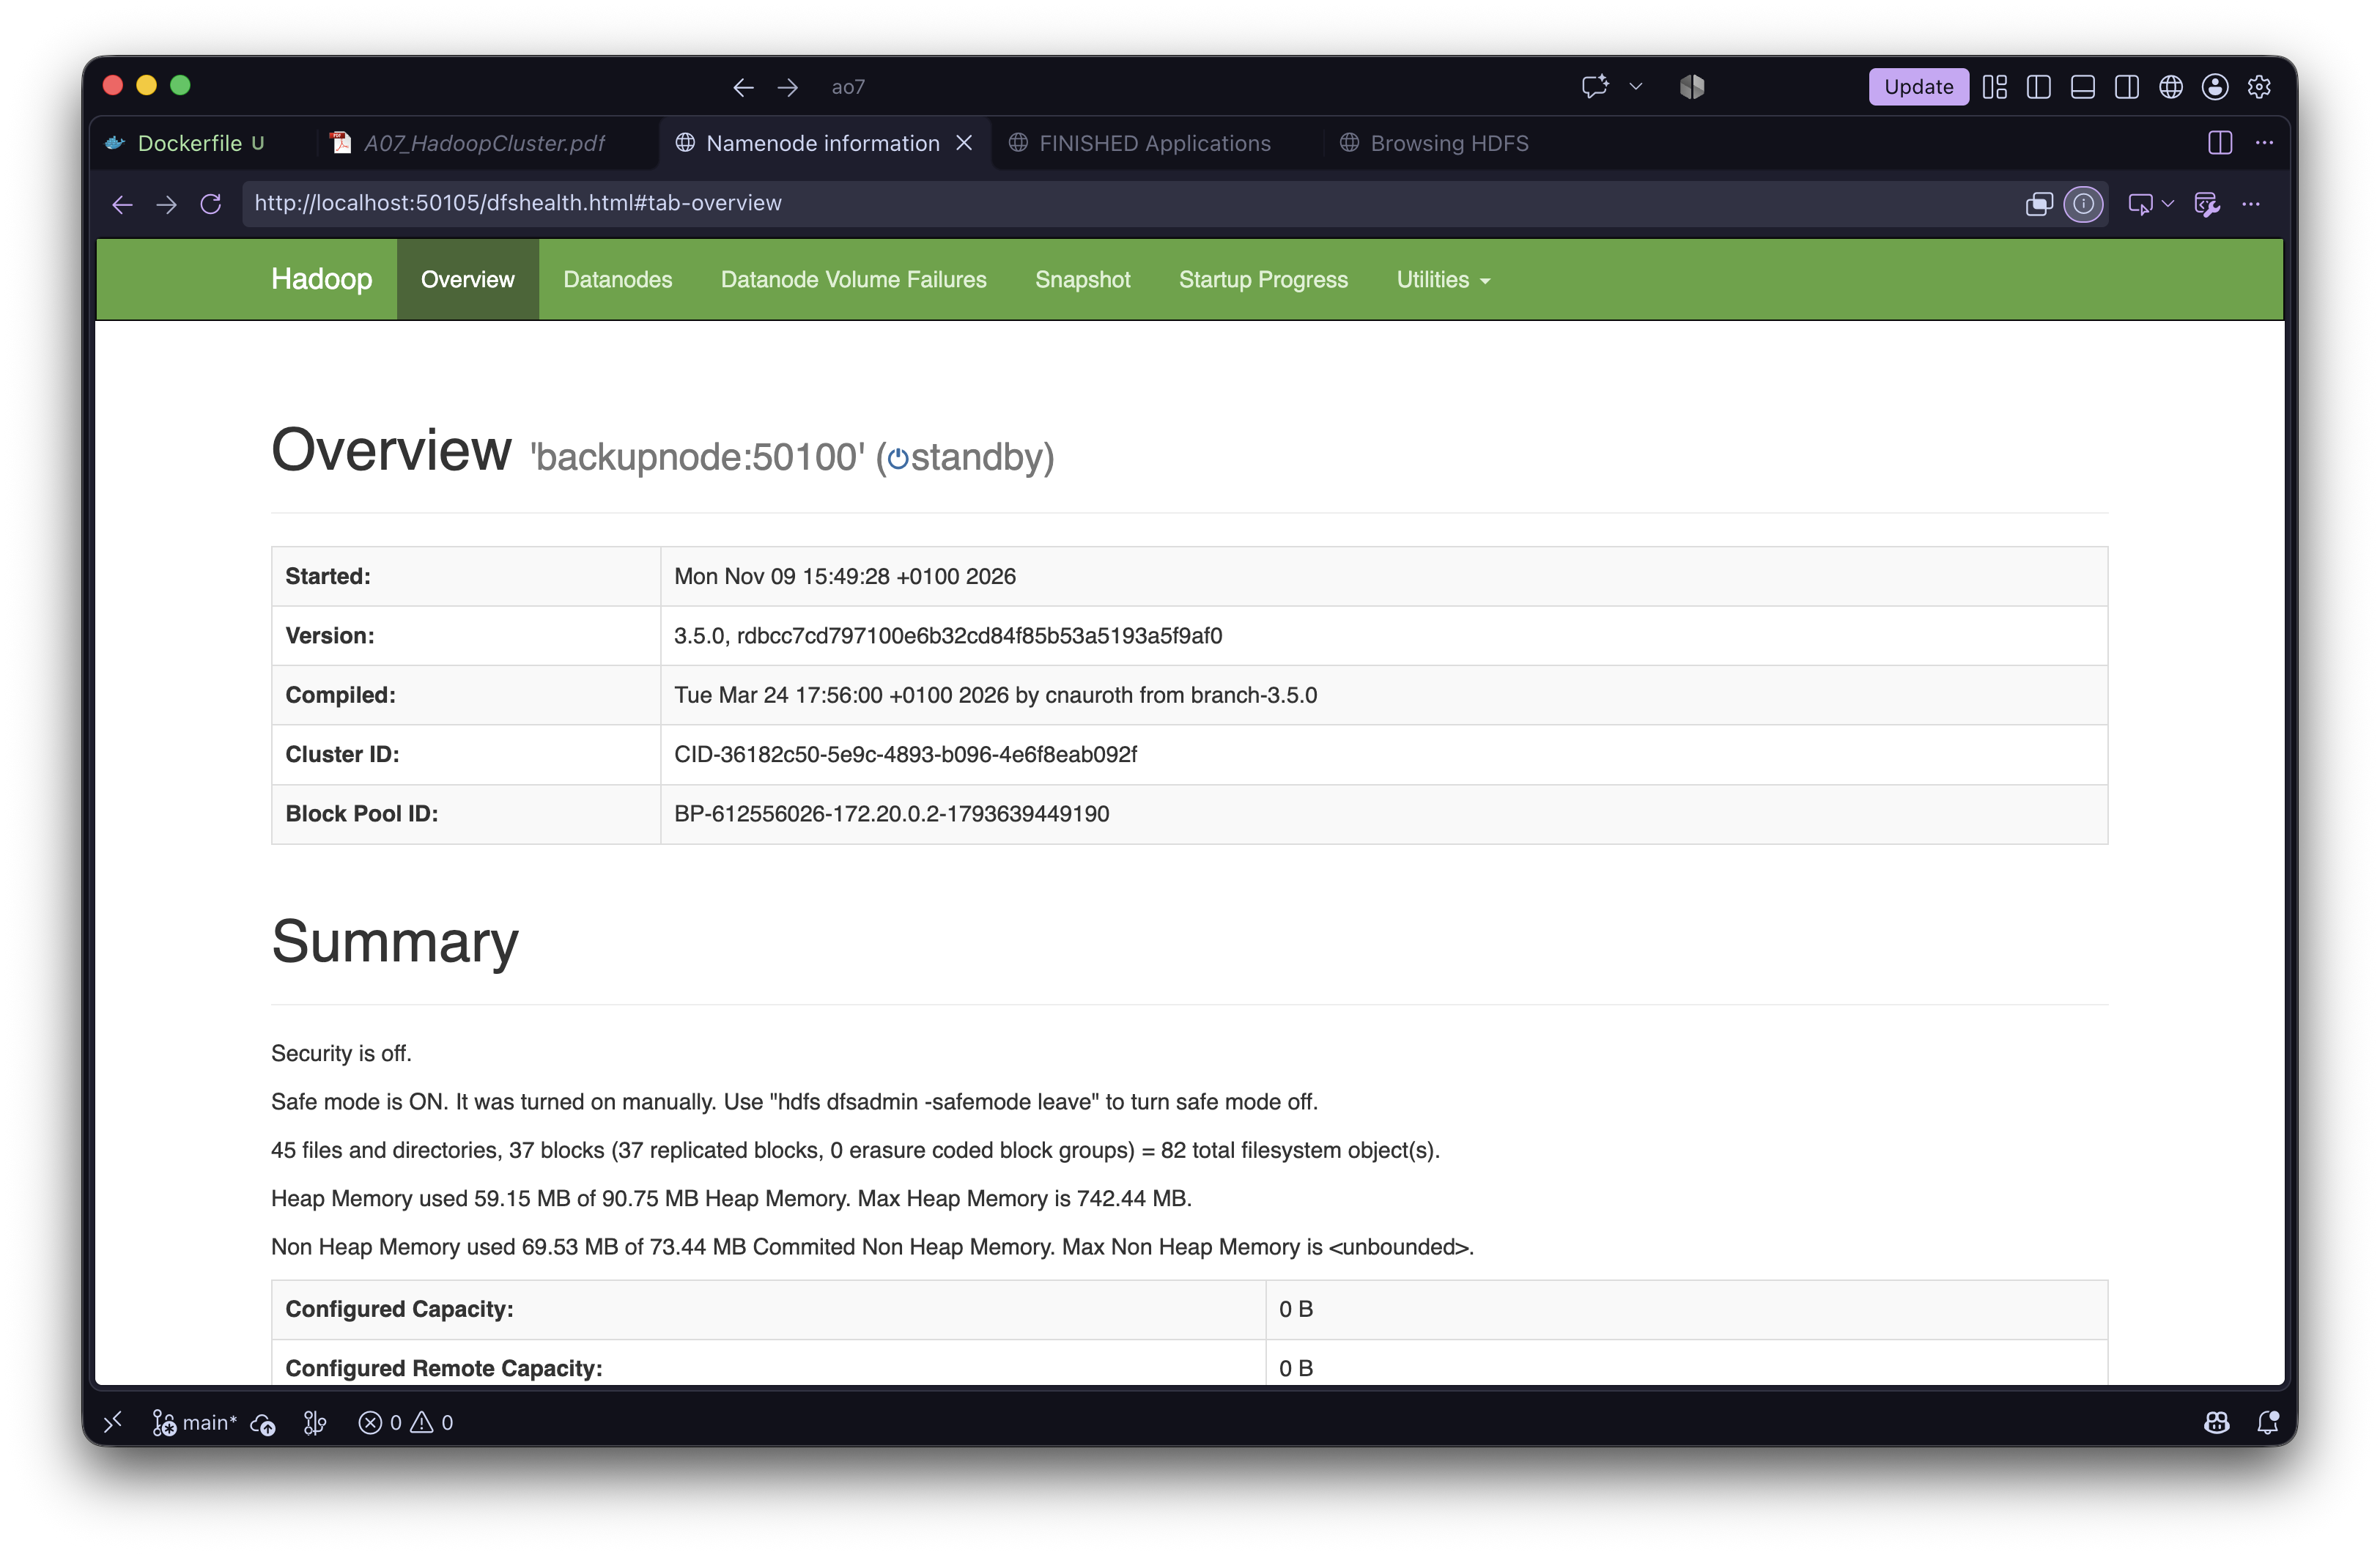 ao7
Update
Dockerfile U
A07_HadoopCluster.pdf
Namenode information
FINISHED Applications
Browsing HDFS
http://localhost:50105/dfshealth.html#tab-overview
Hadoop Overview Datanodes Datanode Volume Failures Snapshot Startup Progress Utilities
Overview 'backupnode:50100' (standby)
Started: Mon Nov 09 15:49:28 +0100 2026
Version: 3.5.0, rdbcc7cd797100e6b32cd84f85b53a5193a5f9af0
Compiled: Tue Mar 24 17:56:00 +0100 2026 by cnauroth from branch-3.5.0
Cluster ID: CID-36182c50-5e9c-4893-b096-4e6f8eab092f
Block Pool ID: BP-612556026-172.20.0.2-1793639449190
Summary
Security is off.
Safe mode is ON. It was turned on manually. Use "hdfs dfsadmin -safemode leave" to turn safe mode off.
45 files and directories, 37 blocks (37 replicated blocks, 0 erasure coded block groups) = 82 total filesystem object(s).
Heap Memory used 59.15 MB of 90.75 MB Heap Memory. Max Heap Memory is 742.44 MB.
Non Heap Memory used 69.53 MB of 73.44 MB Commited Non Heap Memory. Max Non Heap Memory is <unbounded>.
Configured Capacity: 0 B
Configured Remote Capacity: 0 B
main* 0 0